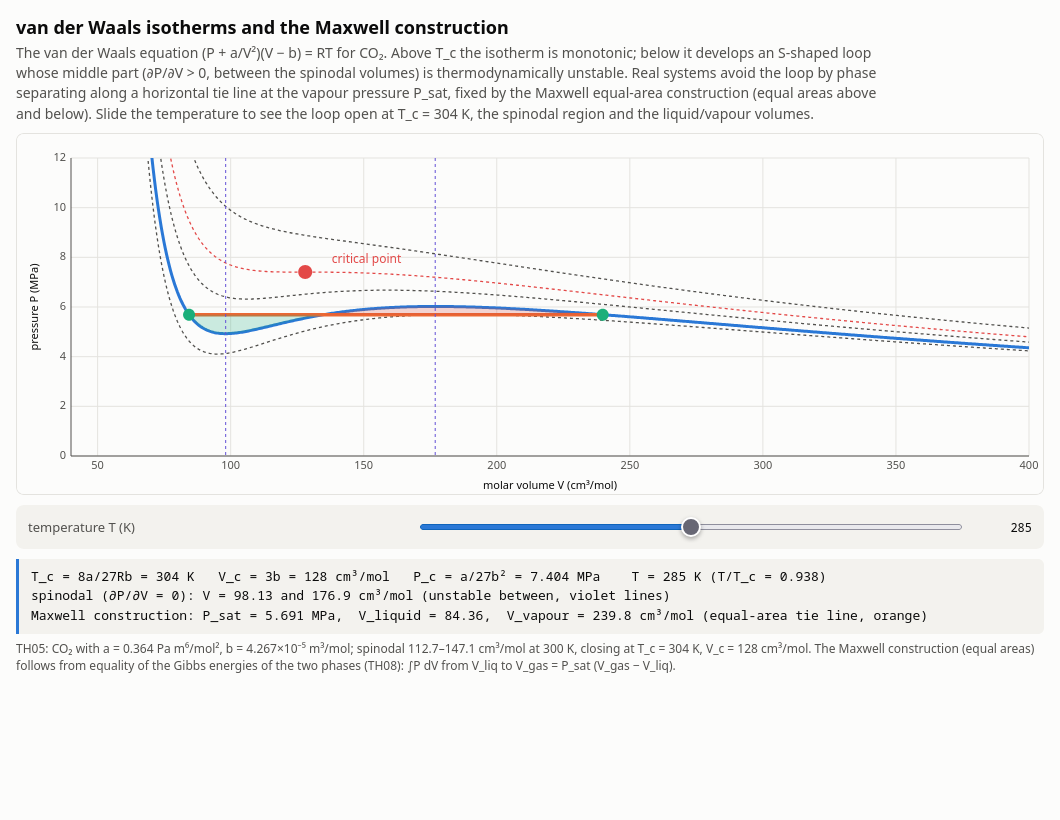 van der Waals isotherms and the Maxwell construction
The van der Waals equation (P + a/V²)(V − b) = RT for CO₂. Above T_c the isotherm is monotonic; below it develops an S-shaped loop
whose middle part (∂P/∂V > 0, between the spinodal volumes) is thermodynamically unstable. Real systems avoid the loop by phase
separating along a horizontal tie line at the vapour pressure P_sat, fixed by the Maxwell equal-area construction (equal areas above
and below). Slide the temperature to see the loop open at T_c = 304 K, the spinodal region and the liquid/vapour volumes.
12
10
8
6
4
2
0
pressure P (MPa)
critical point
50 100 150 200 250 300 350 400
molar volume V (cm³/mol)
temperature T (K) 285
T_c = 8a/27Rb = 304 K V_c = 3b = 128 cm³/mol P_c = a/27b² = 7.404 MPa T = 285 K (T/T_c = 0.938)
spinodal (∂P/∂V = 0): V = 98.13 and 176.9 cm³/mol (unstable between, violet lines)
Maxwell construction: P_sat = 5.691 MPa, V_liquid = 84.36, V_vapour = 239.8 cm³/mol (equal-area tie line, orange)
TH05: CO₂ with a = 0.364 Pa m⁶/mol², b = 4.267×10⁻⁵ m³/mol; spinodal 112.7–147.1 cm³/mol at 300 K, closing at T_c = 304 K, V_c = 128 cm³/mol. The Maxwell construction (equal areas)
follows from equality of the Gibbs energies of the two phases (TH08): ∫P dV from V_liq to V_gas = P_sat (V_gas − V_liq).